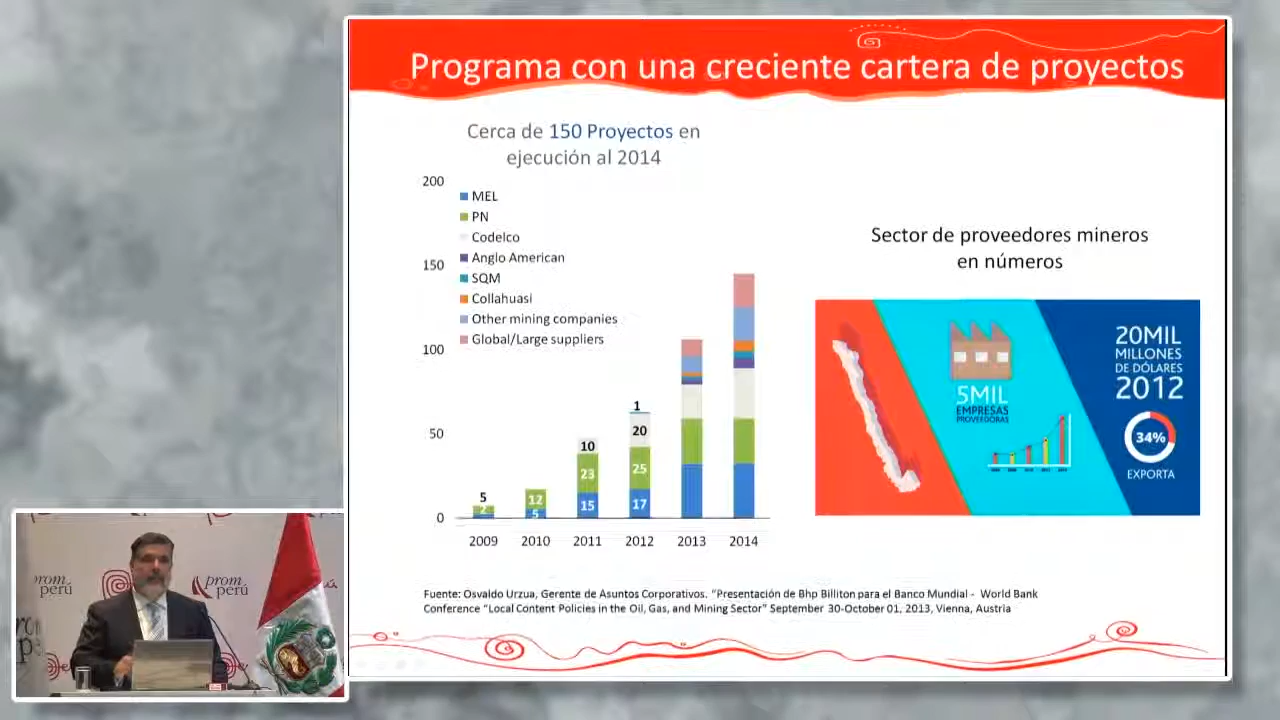 Programa con una creciente cartera de proyectos
Cerca de 150 Proyectos en
ejecución al 2014
200
150
100
50
0
MEL
PN
Codelco
Anglo American
SQM
Collahuasi
Other mining companies
Global/Large suppliers
5
2
12
5
10
23
15
1
20
25
17
2009 2010 2011 2012 2013 2014
Sector de proveedores mineros
en números
5MIL
EMPRESAS
PROVEEDORAS
20MIL
MILLONES
DE DÓLARES
2012
34%
EXPORTA
Fuente: Osvaldo Urzua, Gerente de Asuntos Corporativos. “Presentación de Bhp Billiton para el Banco Mundial - World Bank
Conference “Local Content Policies in the Oil, Gas, and Mining Sector” September 30-October 01, 2013, Vienna, Austria
prom
perú
prom
perú